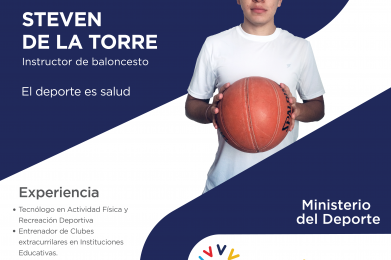 STEVEN
DE LA TORRE
Instructor de baloncesto
El deporte es salud
Experiencia
• Tecnólogo en Actividad Física y
Recreación Deportiva
• Entrenador de Clubes
extracurrilares en Instituciones
Educativas.
Ministerio
del Deporte